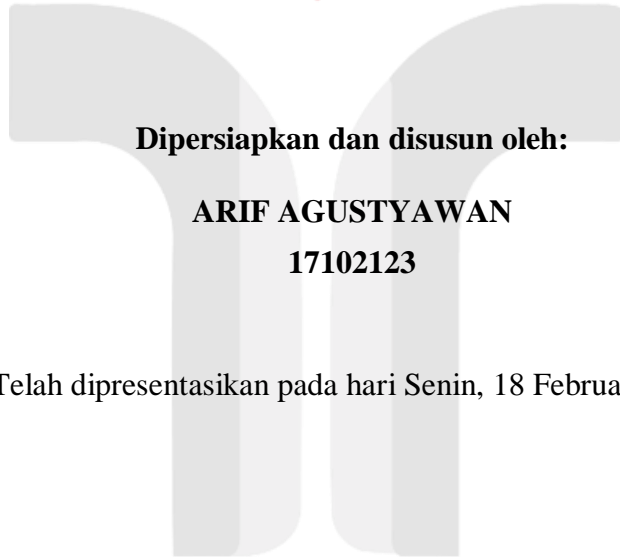 Dipersiapkan dan disusun oleh:
ARIF AGUSTYAWAN
17102123
Telah dipresentasikan pada hari Senin, 18 Februa